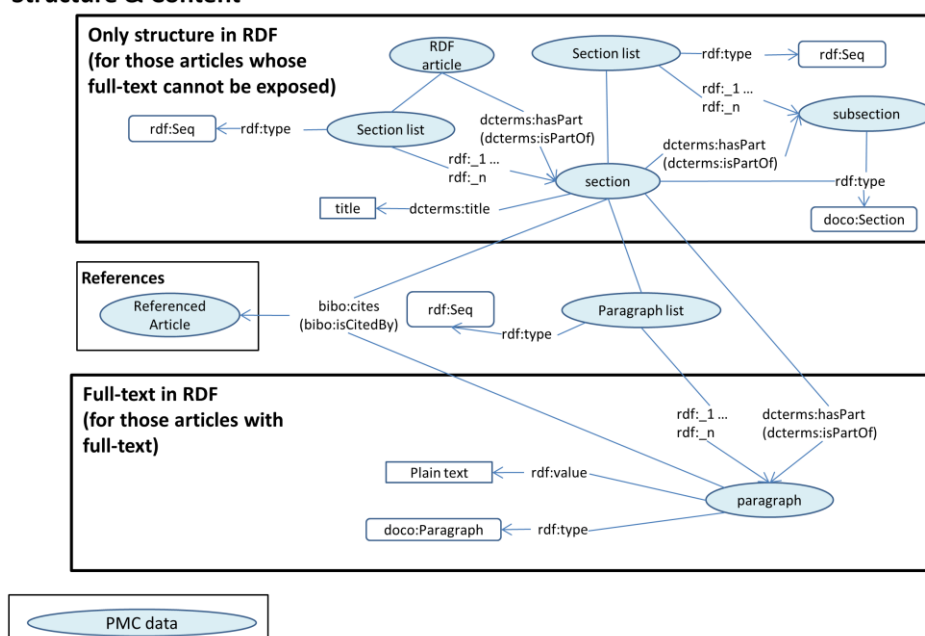 Structure & Content
Only structure in RDF
(for those articles whose
full-text cannot be exposed)
RDF
article
Section list
rdf:type
rdf:Seq
rdf:_1 ...
rdf:_n
subsection
rdf:Seq
rdf:type
Section list
dcterms:hasPart
(dcterms:isPartOf)
dcterms:hasPart
(dcterms:isPartOf)
rdf:_1 ...
rdf:_n
section
rdf:type
title
dcterms:title
doco:Section
References
Referenced
Article
bibo:cites
(bibo:isCitedBy)
rdf:Seq
rdf:type
Paragraph list
Full-text in RDF
(for those articles with
full-text)
rdf:_1 ...
rdf:_n
dcterms:hasPart
(dcterms:isPartOf)
Plain text
rdf:value
paragraph
doco:Paragraph
rdf:type
PMC data